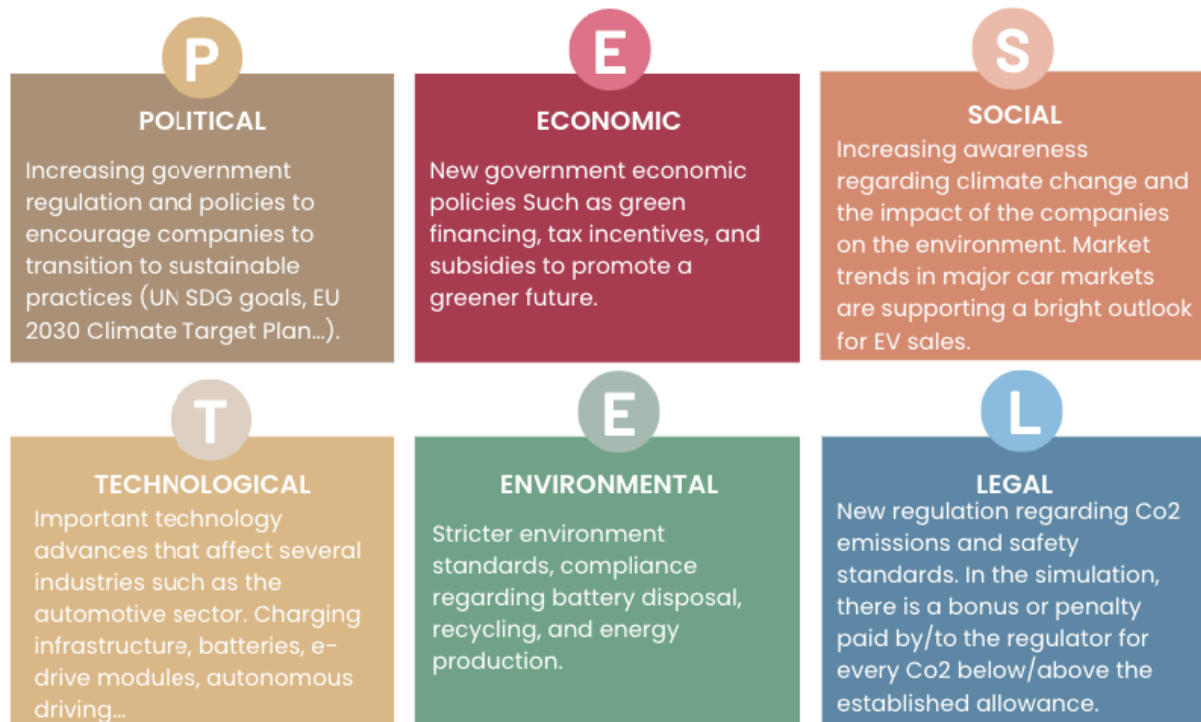 P
POLITICAL
Increasing government
regulation and policies to
encourage companies to
transition to sustainable
practices (UN SDG goals, EU
2030 Climate Target Plan...).
E
ECONOMIC
New government economic
policies Such as green
financing, tax incentives, and
subsidies to promote a
greener future.
S
SOCIAL
Increasing awareness
regarding climate change and
the impact of the companies
on the environment. Market
trends in major car markets
are supporting a bright outlook
for EV sales.
T
TECHNOLOGICAL
Important technology
advances that affect several
industries such as the
automotive sector. Charging
infrastructure, batteries, e-
drive modules, autonomous
driving...
E
ENVIRONMENTAL
Stricter environment
standards, compliance
regarding battery disposal,
recycling, and energy
production.
L
LEGAL
New regulation regarding Co2
emissions and safety
standards. In the simulation,
there is a bonus or penalty
paid by/to the regulator for
every Co2 below/above the
established allowance.